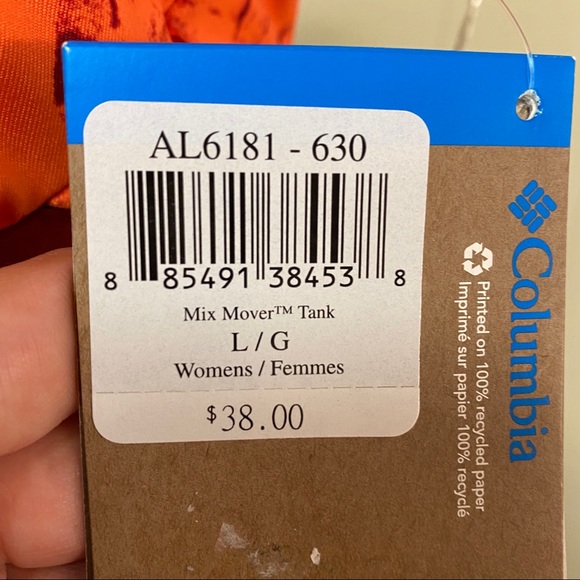 AL6181 - 630
8 85491 38453 8
Mix Mover™ Tank
L / G
Womens / Femmes
$38.00
Columbia
Printed on 100% recycled paper
Imprimé sur papier 100% recyclé